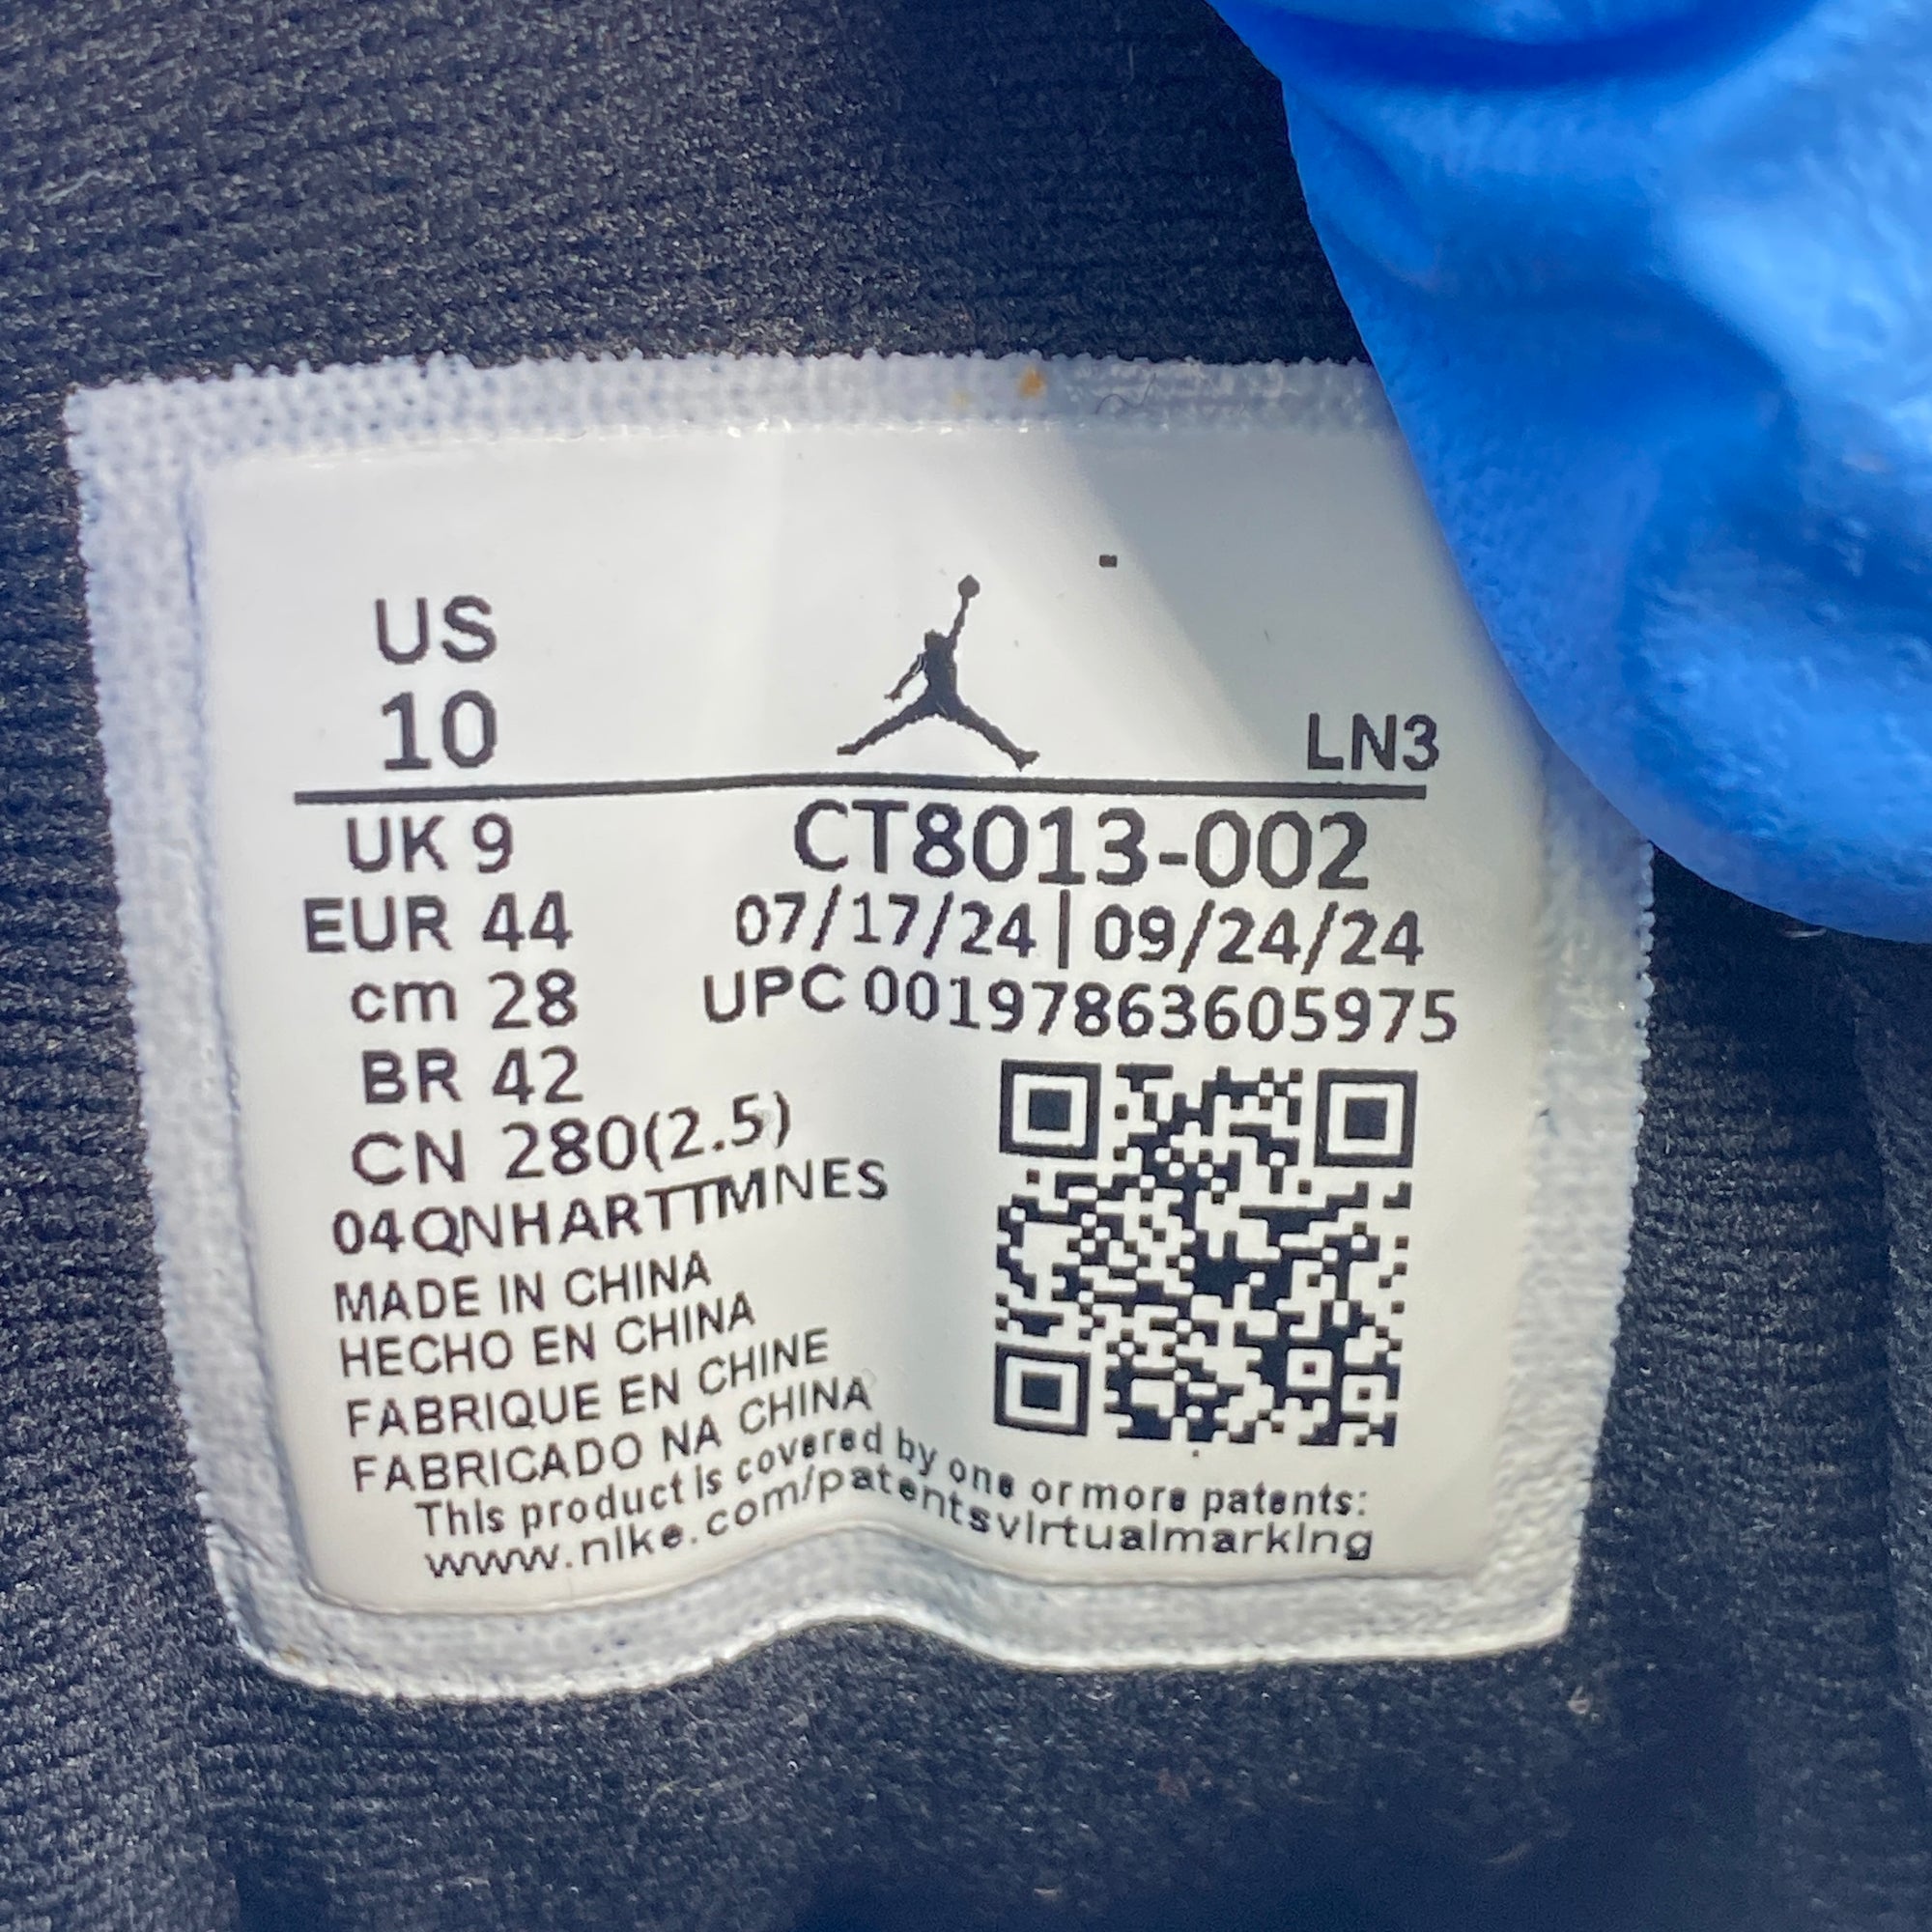 US
10
LN3
UK 9
CT8013-002
EUR 44
07/17/24|09/24/24
cm 28
UPC 00197863605975
BR 42
CN 280(2.5)
04QNHARTTMNES
MADE IN CHINA
HECHO EN CHINA
FABRIQUE EN CHINE
FABRICADO NA CHINA
This product is covered by one or more patents:
www.nike.com/patentsvirtualmarking